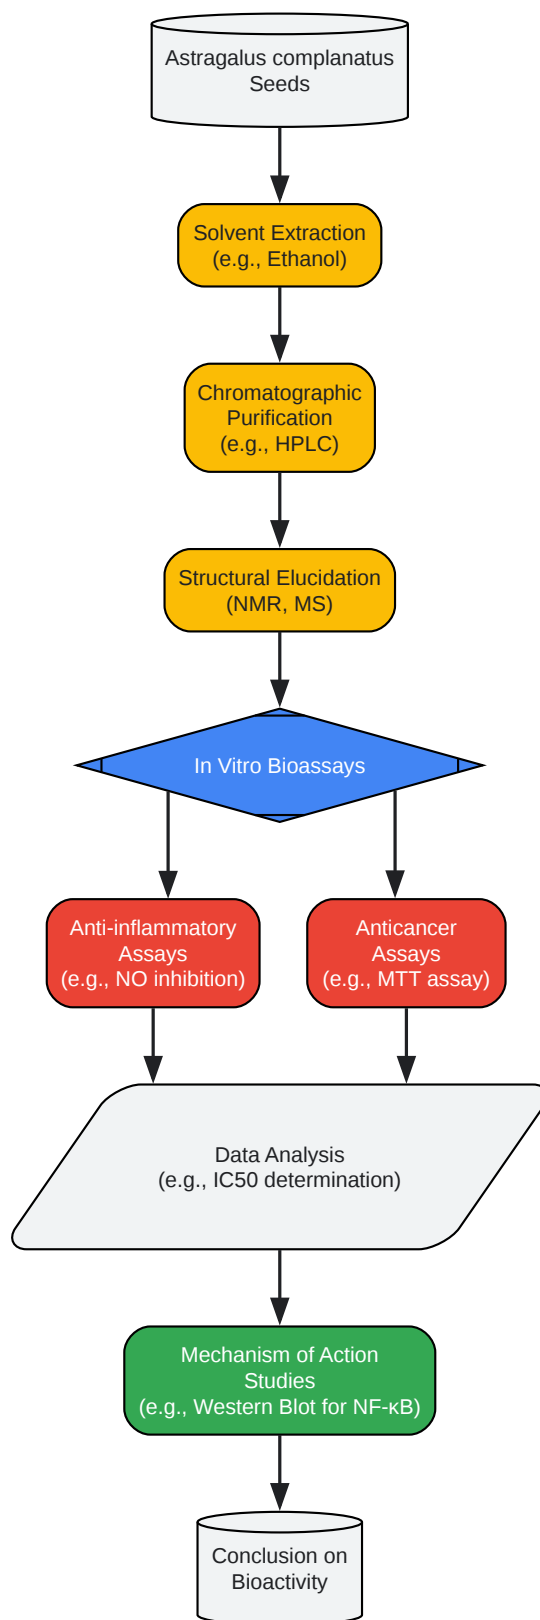 Astragalus complanatus
Seeds
Solvent Extraction
(e.g., Ethanol)
Chromatographic
Purification
(e.g., HPLC)
Structural Elucidation
(NMR, MS)
In Vitro Bioassays
Anti-inflammatory
Assays
(e.g., NO inhibition)
Anticancer
Assays
(e.g., MTT assay)
Data Analysis
(e.g., IC50 determination)
Mechanism of Action
Studies
(e.g., Western Blot for NF-κB)
Conclusion on
Bioactivity